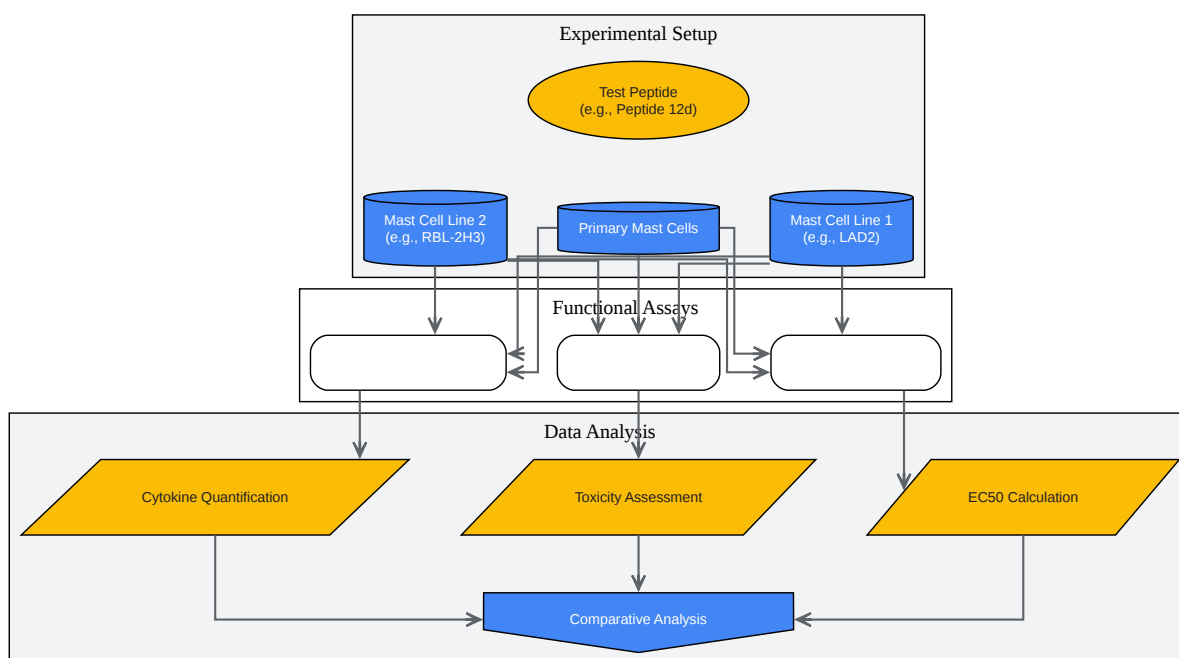 Experimental Setup
Test Peptide
(e.g., Peptide 12d)
Mast Cell Line 2
(e.g., RBL-2H3)
Primary Mast Cells
Mast Cell Line 1
(e.g., LAD2)
Functional Assays
Data Analysis
Cytokine Quantification
Toxicity Assessment
EC50 Calculation
Comparative Analysis